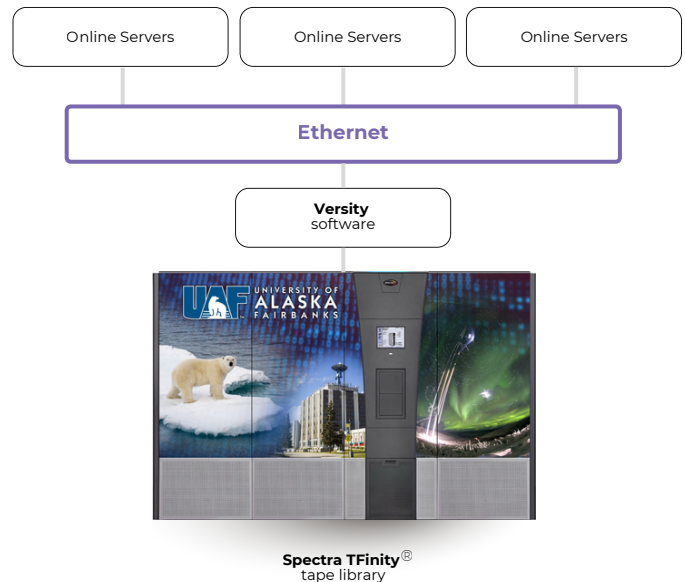 Online Servers
Online Servers
Online Servers
Ethernet
Versity
software
UAF
UNIVERSITY OF
ALASKA
FAIRBANKS
Spectra TFinity®
tape library